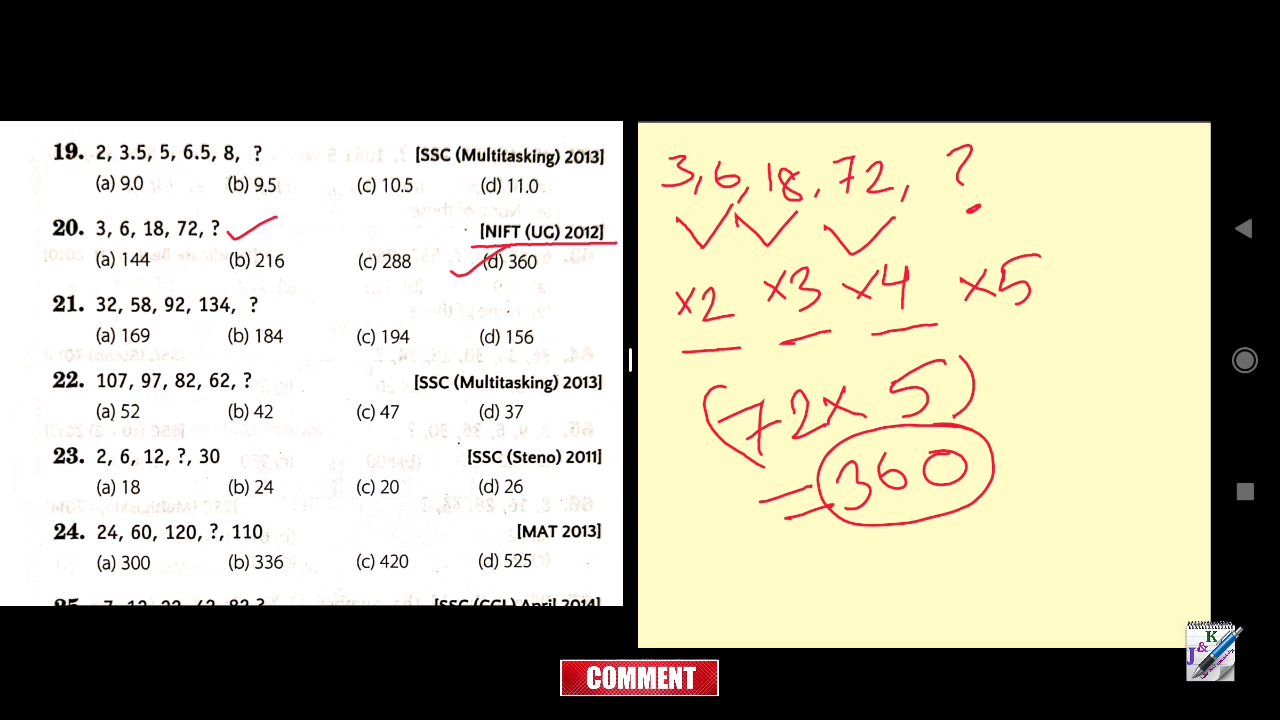 19. 2, 3.5, 5, 6.5, 8, ? [SSC (Multitasking) 2013]
(a) 9.0 (b) 9.5 (c) 10.5 (d) 11.0
20. 3, 6, 18, 72, ? [NIFT (UG) 2012]
(a) 144 (b) 216 (c) 288 (d) 360
21. 32, 58, 92, 134, ?
(a) 169 (b) 184 (c) 194 (d) 156
22. 107, 97, 82, 62, ? [SSC (Multitasking) 2013]
(a) 52 (b) 42 (c) 47 (d) 37
23. 2, 6, 12, ?, 30 [SSC (Steno) 2011]
(a) 18 (b) 24 (c) 20 (d) 26
24. 24, 60, 120, ?, 110 [MAT 2013]
(a) 300 (b) 336 (c) 420 (d) 525
3, 6, 18, 72, ?
×2 ×3 ×4 ×5
(72 × 5)
= 360
J & K
COMMENT